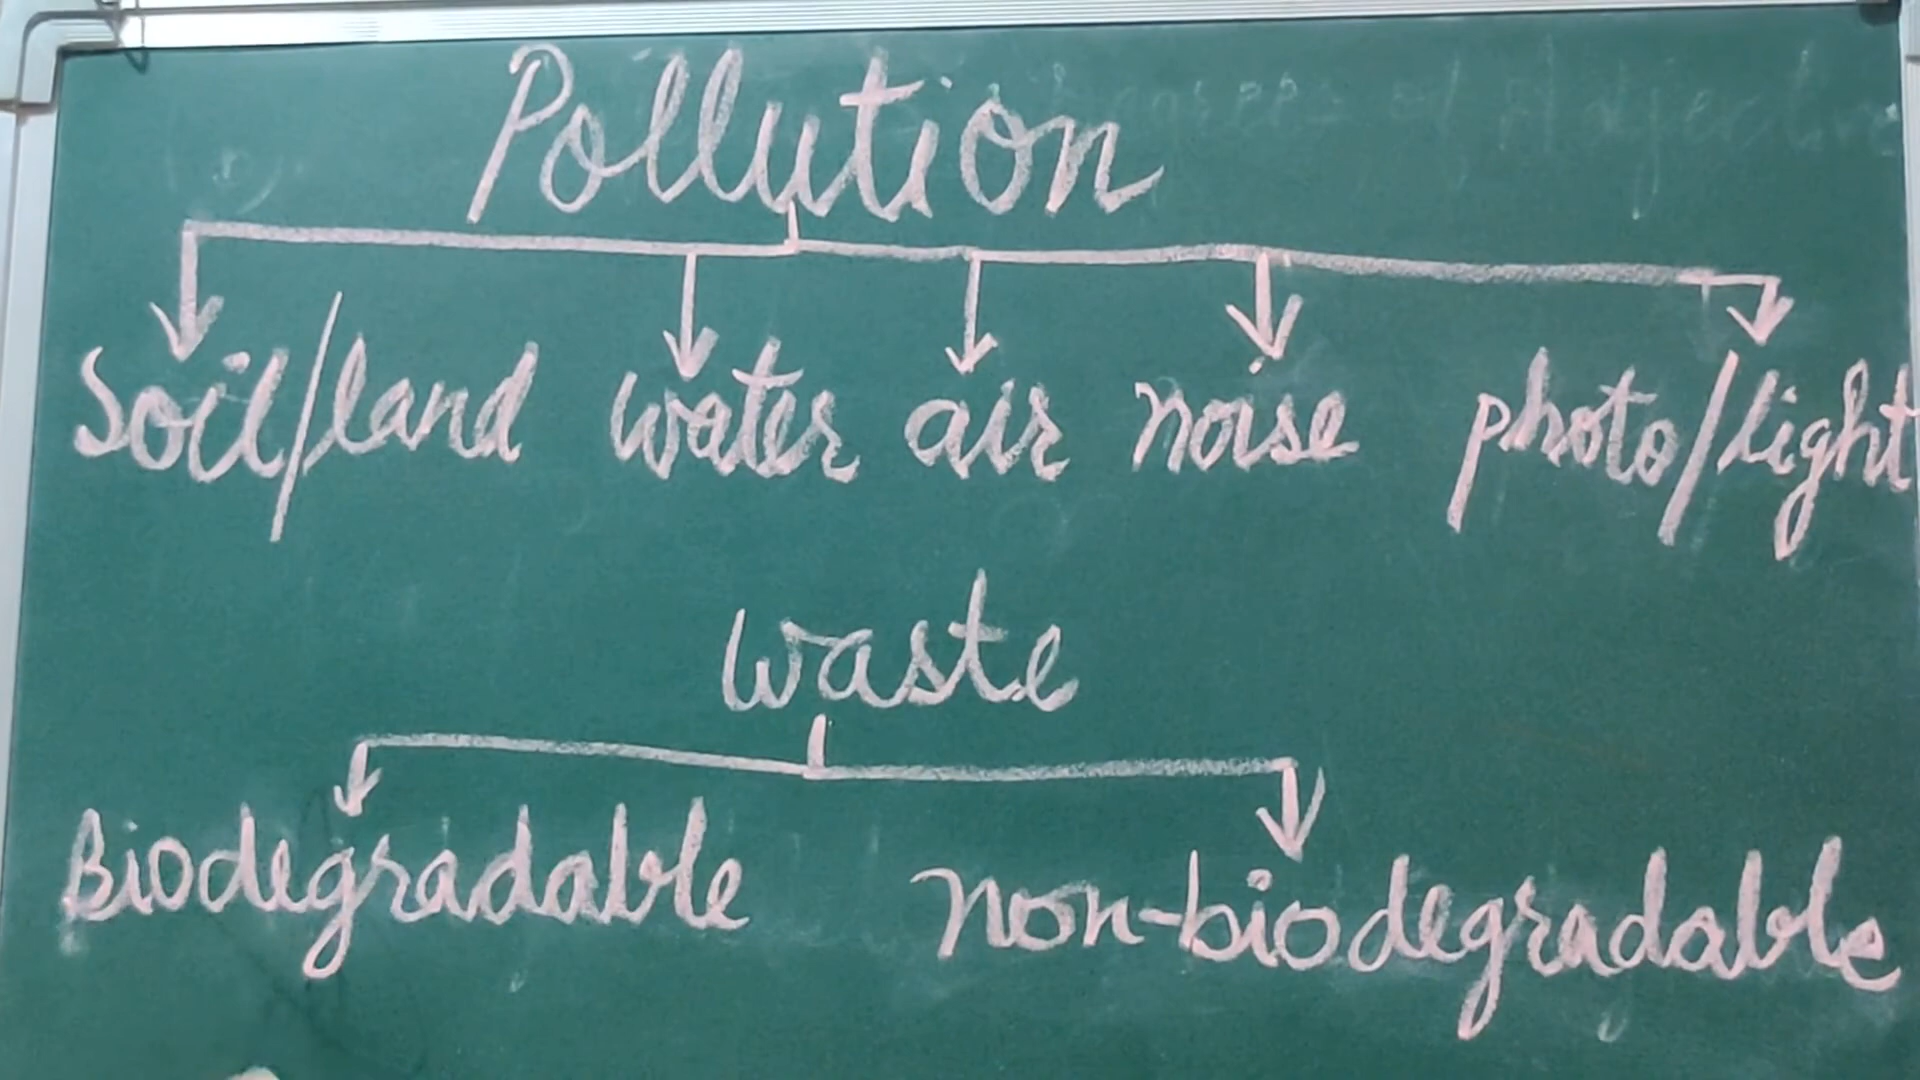 Pollution
Soil/land water air noise photo/light
waste
Biodegradable non-biodegradable